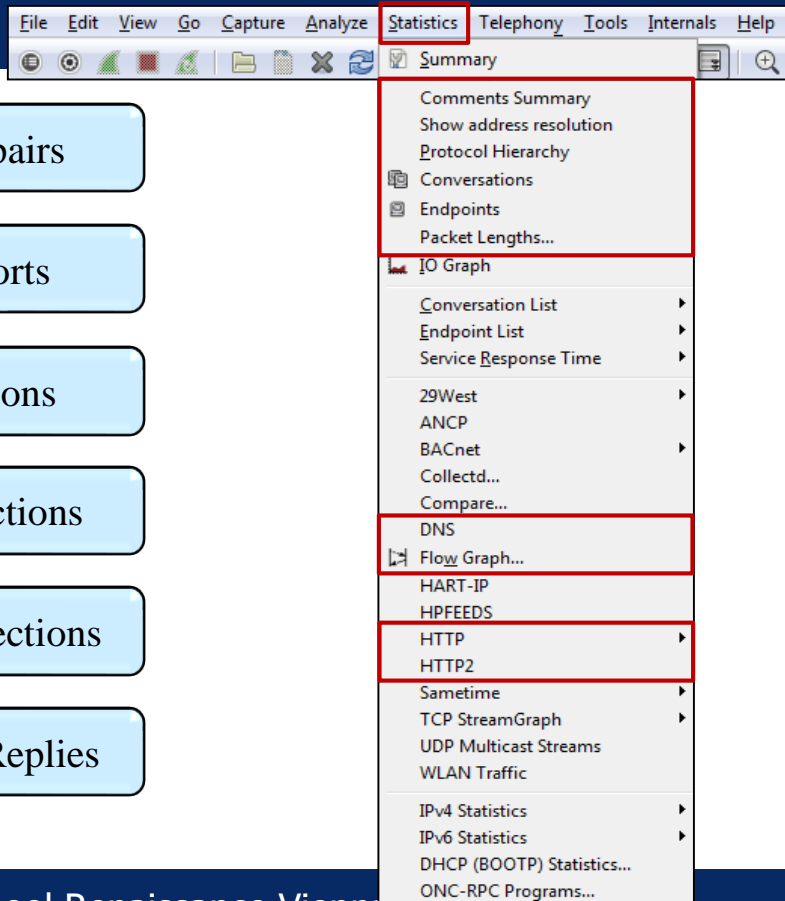 File Edit View Go Capture Analyze Statistics Telephony Tools Internals Help
Summary
Comments Summary
Show address resolution
Protocol Hierarchy
Conversations
Endpoints
Packet Lengths...
IO Graph
Conversation List
Endpoint List
Service Response Time
29West
ANCP
BACnet
Collectd...
Compare...
DNS
Flow Graph...
HART-IP
HPFEEDS
HTTP
HTTP2
Sametime
TCP StreamGraph
UDP Multicast Streams
WLAN Traffic
IPv4 Statistics
IPv6 Statistics
DHCP (BOOTP) Statistics...
ONC-RPC Programs...
pairs
orts
ons
ctions
ections
Replies